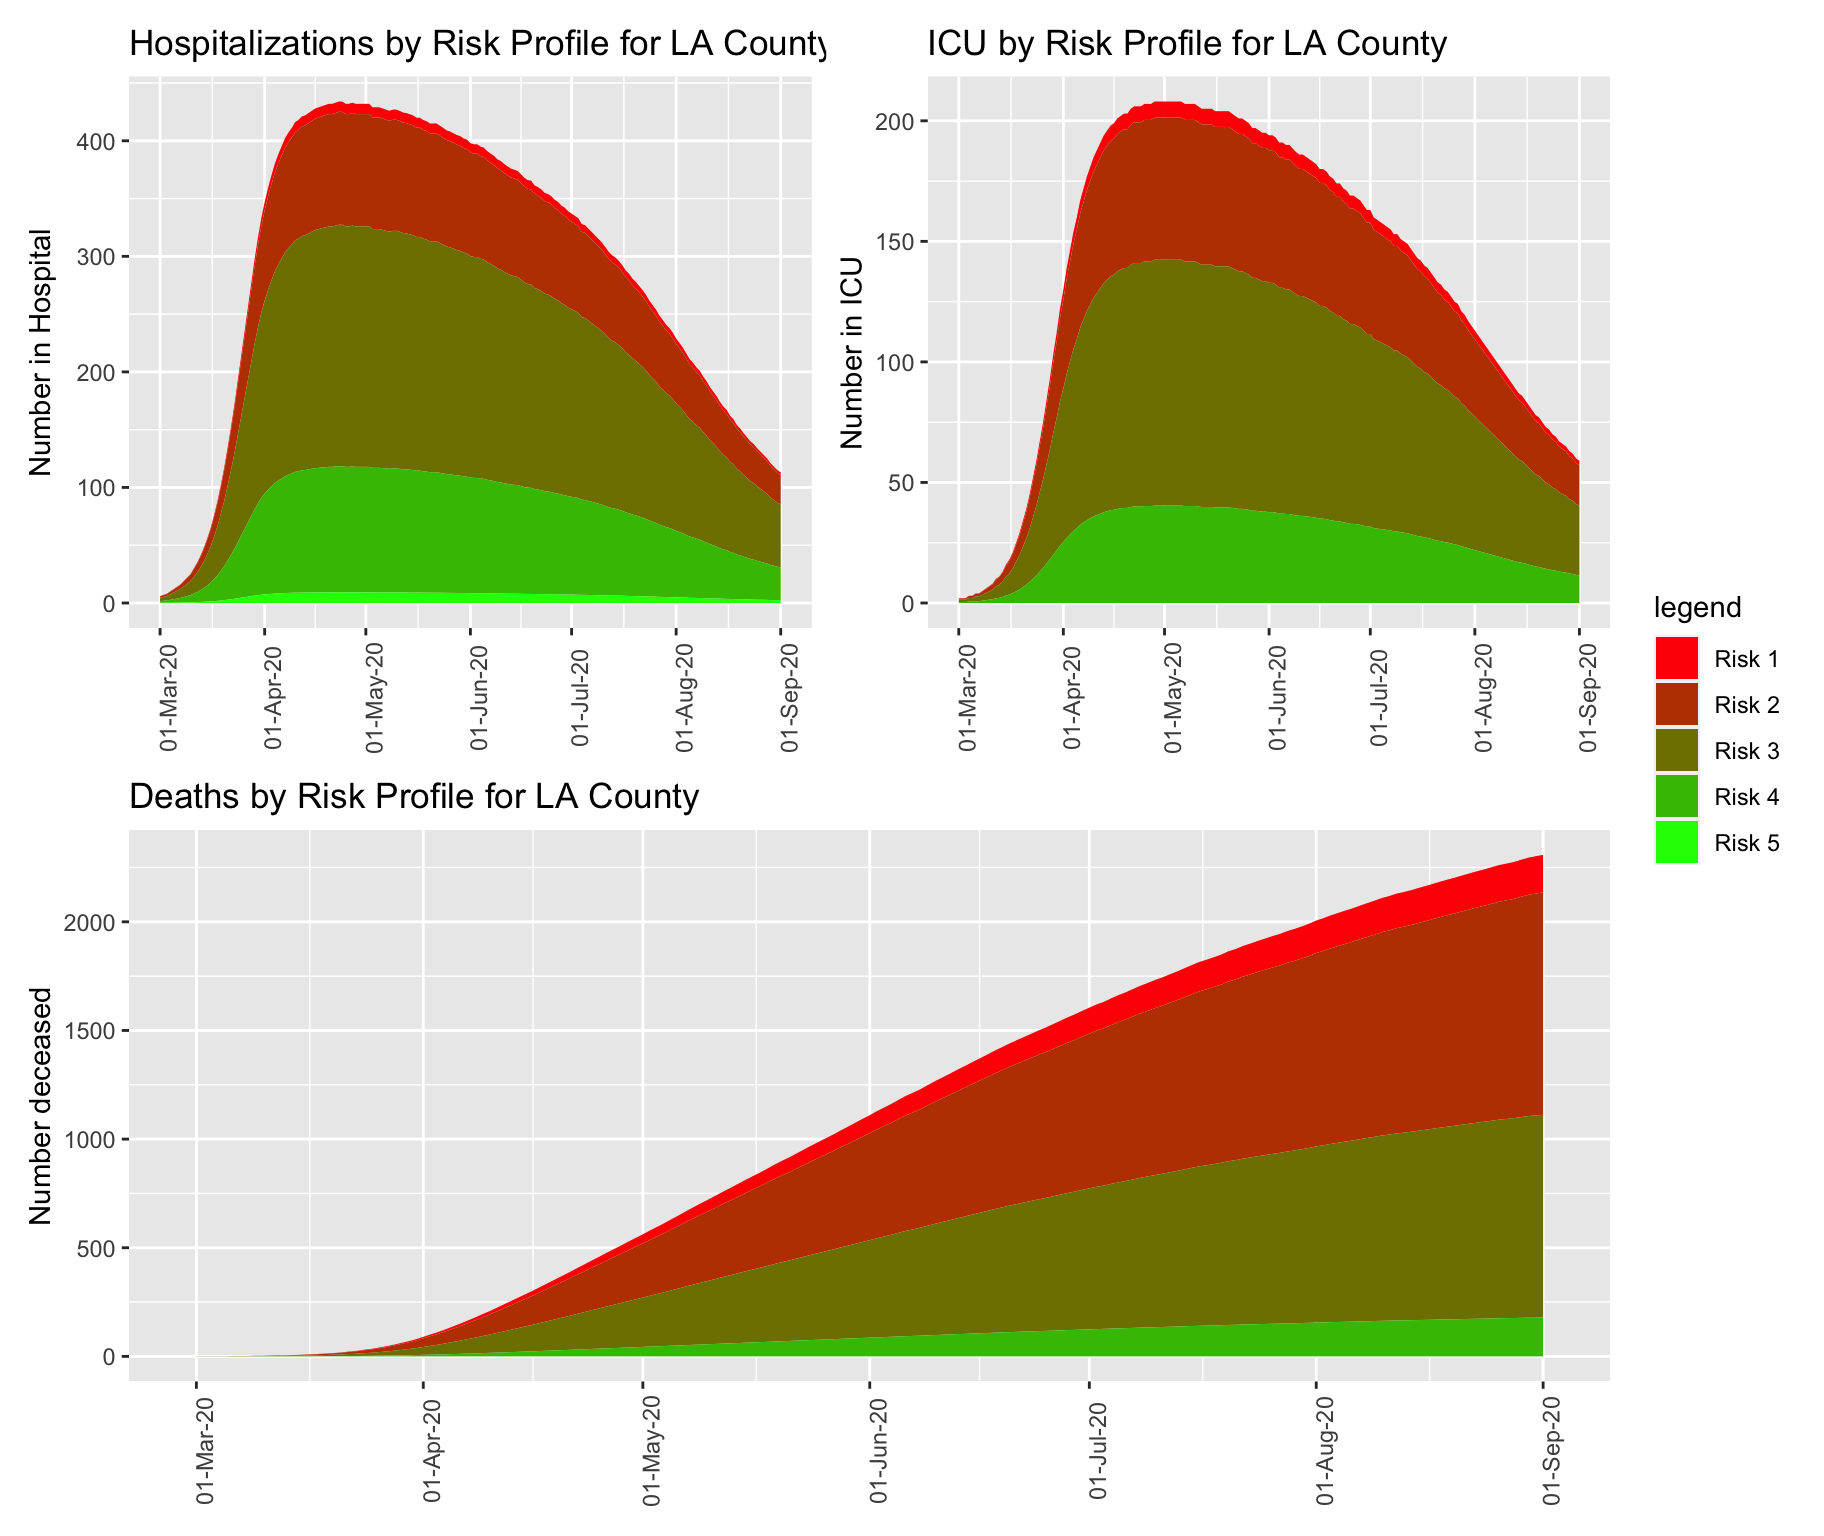 Hospitalizations by Risk Profile for LA County
Number in Hospital
400
300
200
100
0
01-Mar-20
01-Apr-20
01-May-20
01-Jun-20
01-Jul-20
01-Aug-20
01-Sep-20
ICU by Risk Profile for LA County
Number in ICU
200
150
100
50
0
01-Mar-20
01-Apr-20
01-May-20
01-Jun-20
01-Jul-20
01-Aug-20
01-Sep-20
legend
Risk 1
Risk 2
Risk 3
Risk 4
Risk 5
Deaths by Risk Profile for LA County
Number deceased
2000
1500
1000
500
0
01-Mar-20
01-Apr-20
01-May-20
01-Jun-20
01-Jul-20
01-Aug-20
01-Sep-20